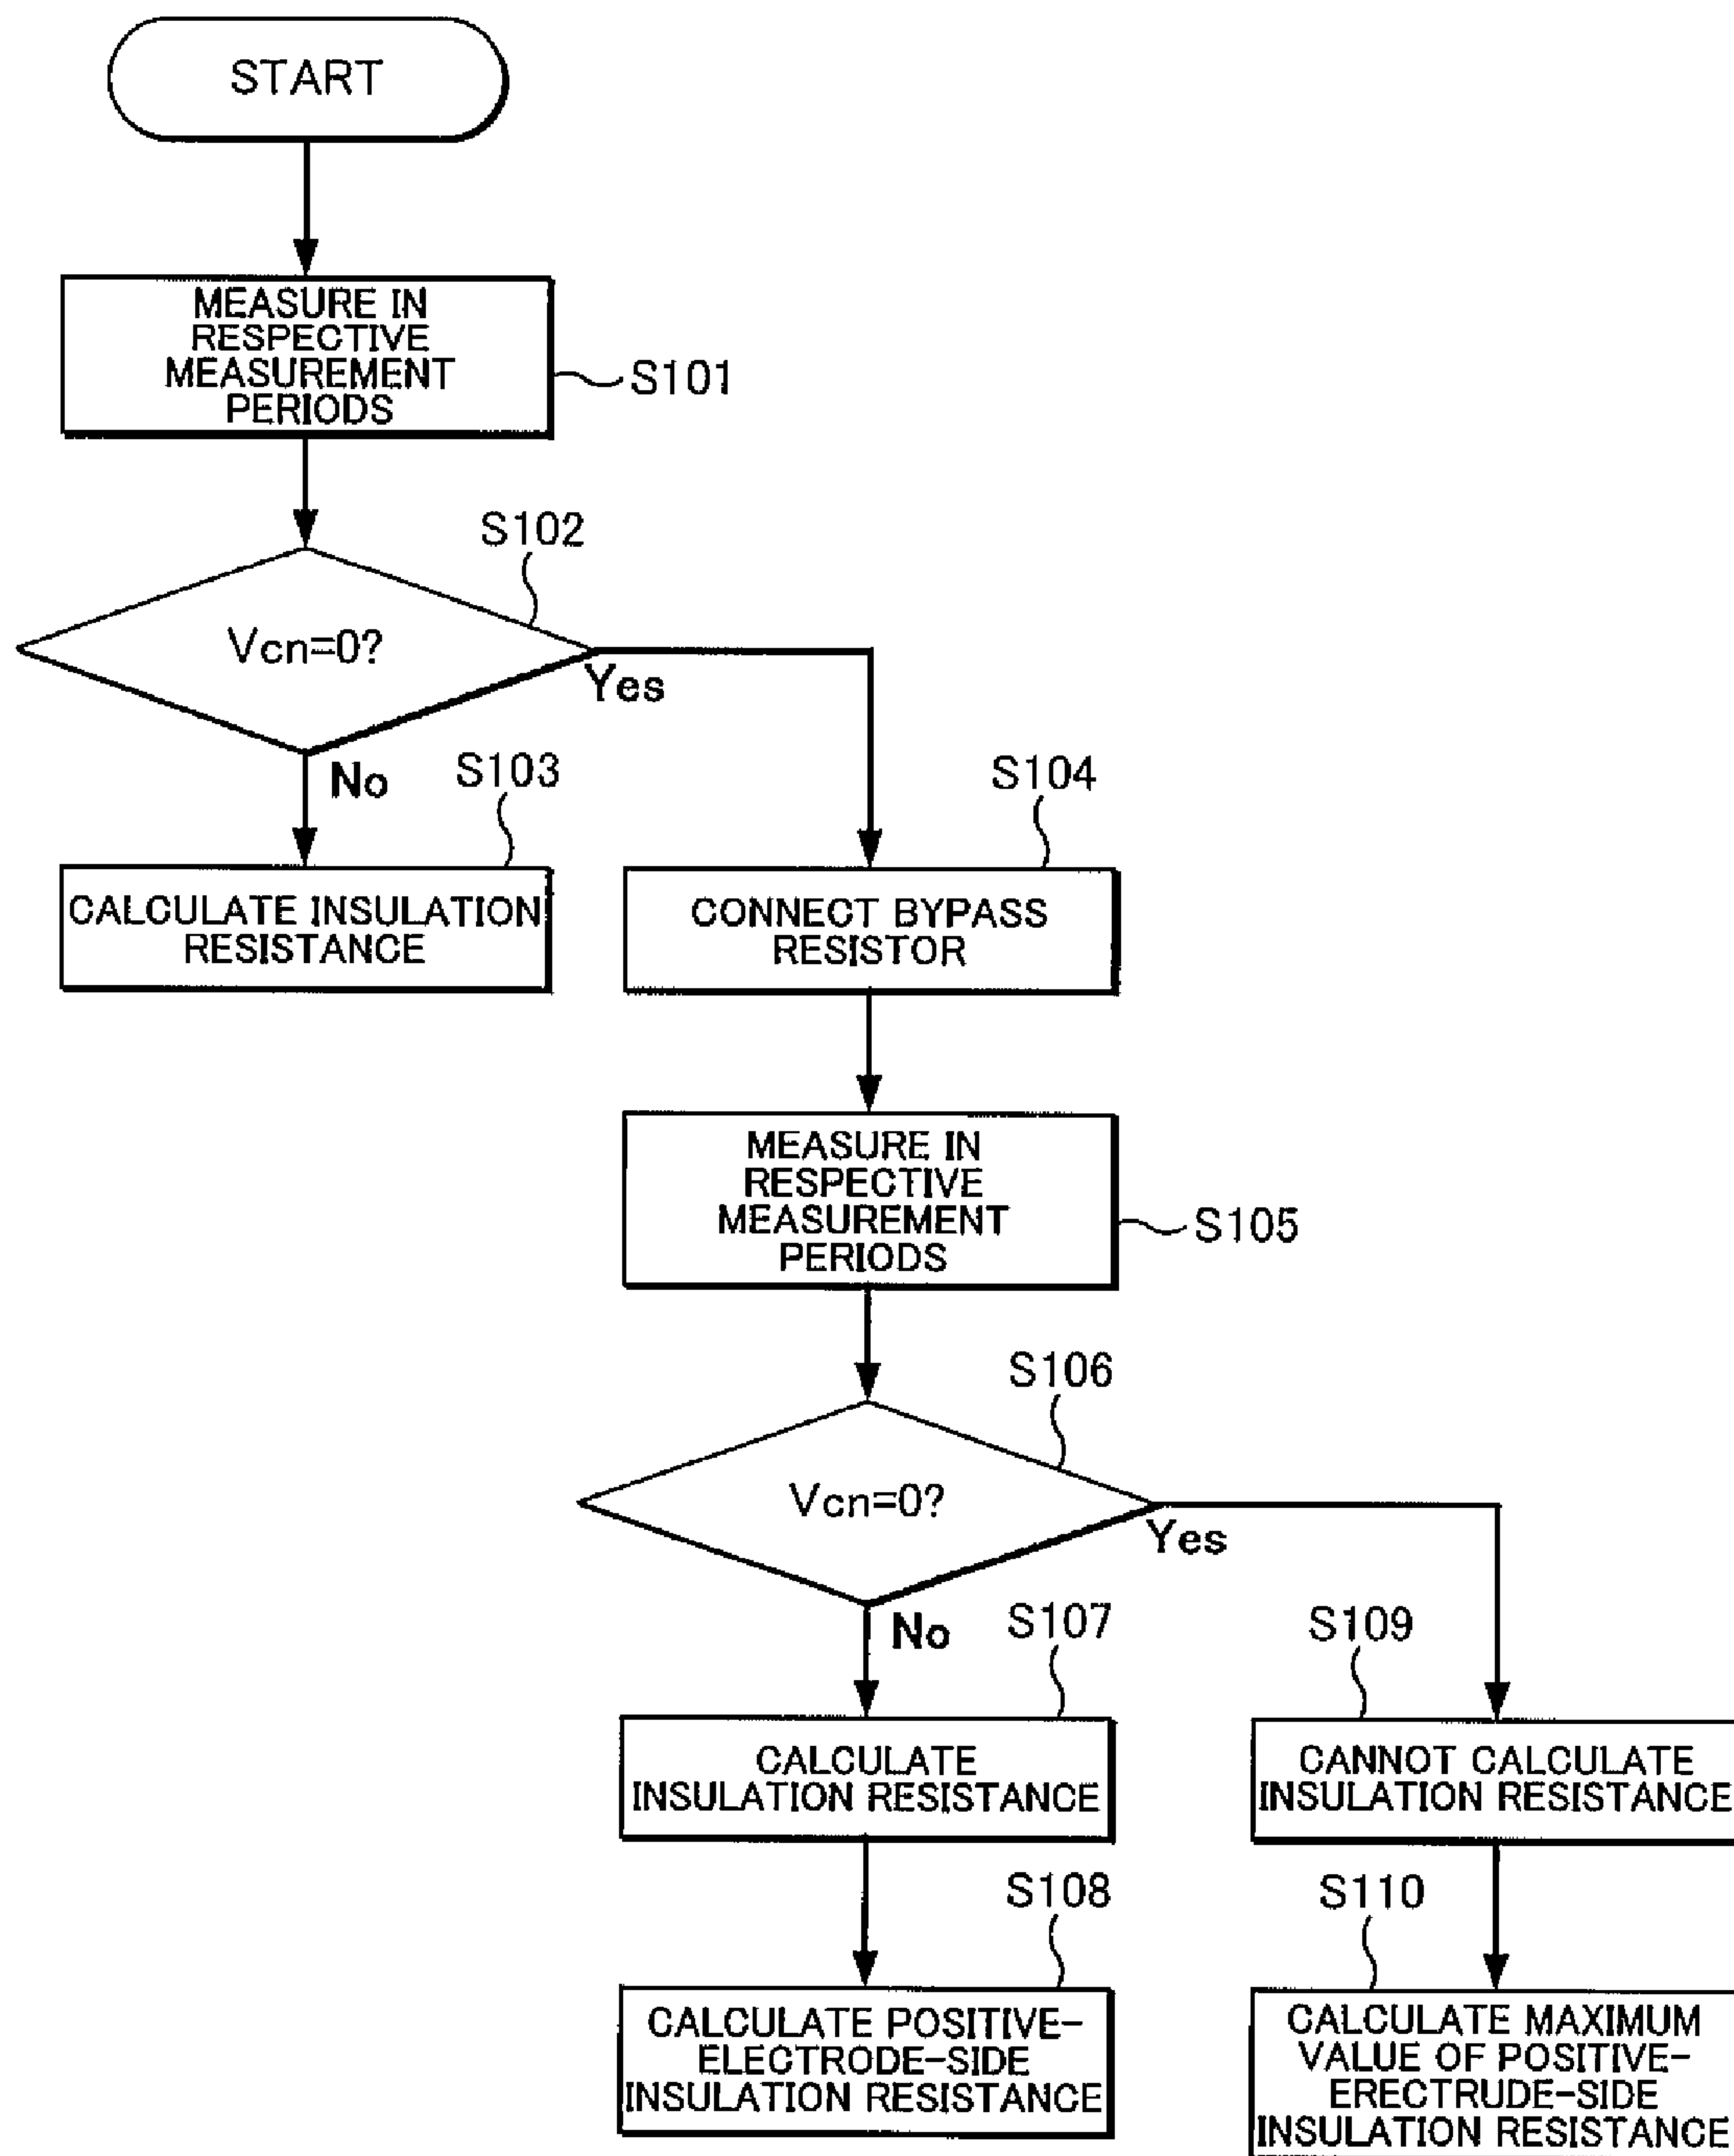 START
MEASURE IN
RESPECTIVE
MEASUREMENT
PERIODS
S101
S102
Vcn=0?
Yes
No
S103
S104
CALCULATE INSULATION
RESISTANCE
CONNECT BYPASS
RESISTOR
MEASURE IN
RESPECTIVE
MEASUREMENT
PERIODS
S105
S106
Vcn=0?
Yes
No
S107
S109
CALCULATE
INSULATION RESISTANCE
CANNOT CALCULATE
INSULATION RESISTANCE
S108
S110
CALCULATE POSITIVE-
ELECTRODE-SIDE
INSULATION RESISTANCE
CALCULATE MAXIMUM
VALUE OF POSITIVE-
ERECTRUDE-SIDE
INSULATION RESISTANCE